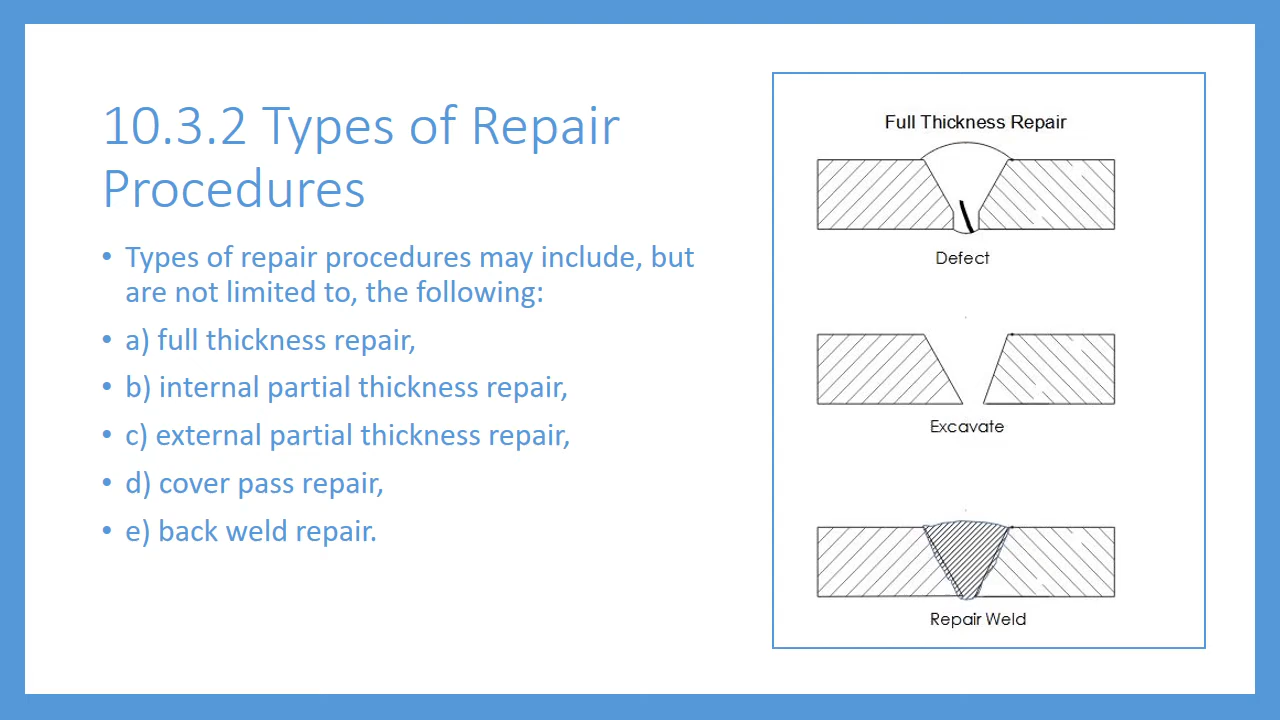 10.3.2 Types of Repair
Procedures
• Types of repair procedures may include, but
are not limited to, the following:
• a) full thickness repair,
• b) internal partial thickness repair,
• c) external partial thickness repair,
• d) cover pass repair,
• e) back weld repair.
Full Thickness Repair
Defect
Excavate
Repair Weld